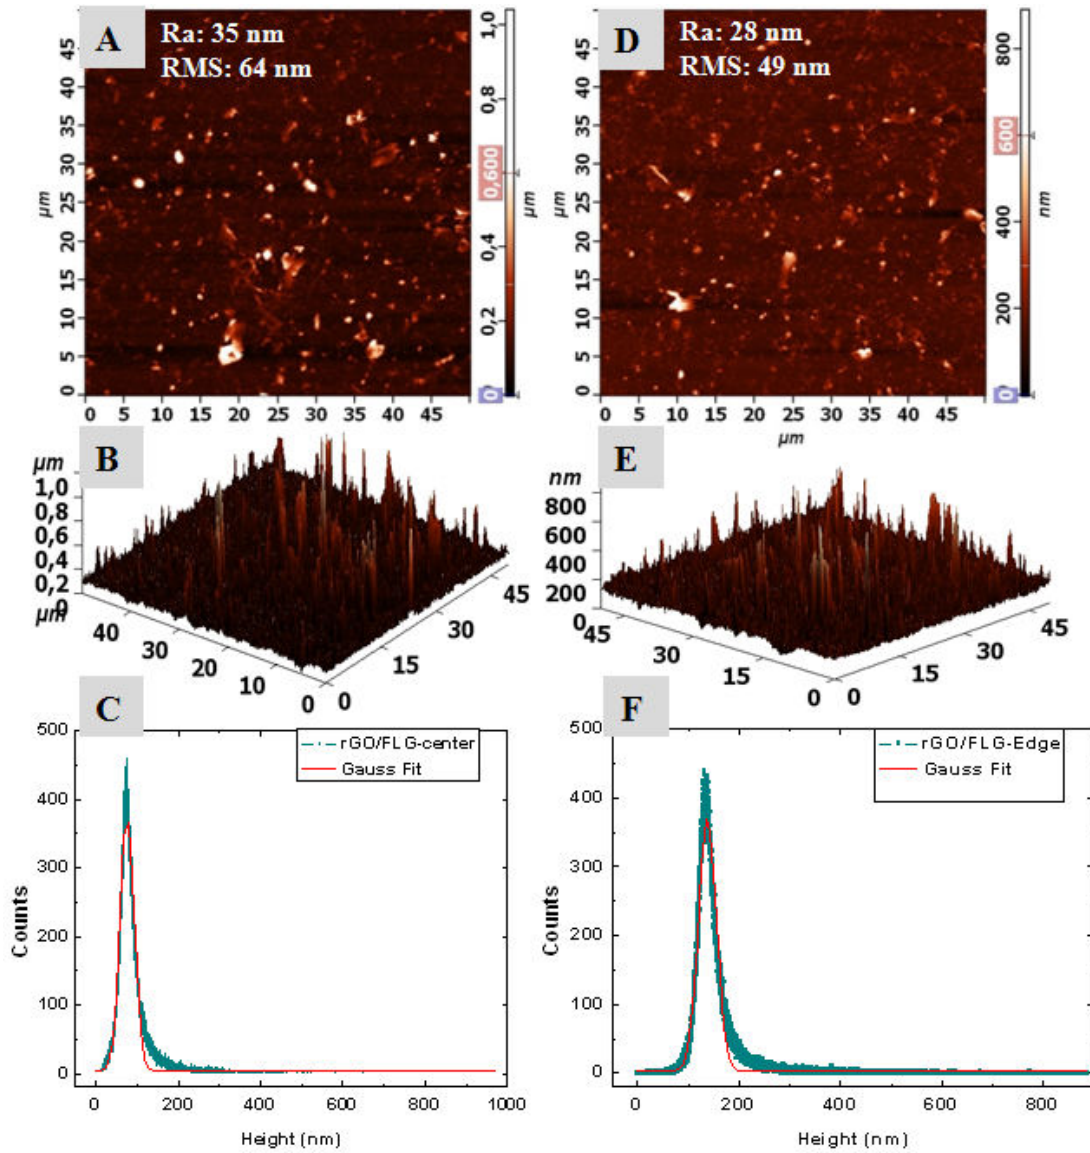 A
Ra: 35 nm
RMS: 64 nm
50
45
40
35
30
25
20
15
10
5
0
µm
0 5 10 15 20 25 30 35 40 45
1,0
0,8
0,600
0,4
0,2
0
µm
D
Ra: 28 nm
RMS: 49 nm
45
40
35
30
25
20
15
10
5
0
µm
0 5 10 15 20 25 30 35 40 45
µm
800
600
400
200
0
nm
B
µm
1,0
0,8
0,6
0,4
0,2
0
µm
40
30
20
10
0
0
15
30
45
E
nm
800
600
400
200
0
45
30
15
0
0
15
30
45
C
rGO/FLG-center
Gauss Fit
500
400
300
200
100
0
Counts
0 200 400 600 800 1000
Height (nm)
F
rGO/FLG-Edge
Gauss Fit
500
400
300
200
100
0
Counts
0 200 400 600 800
Height (nm)